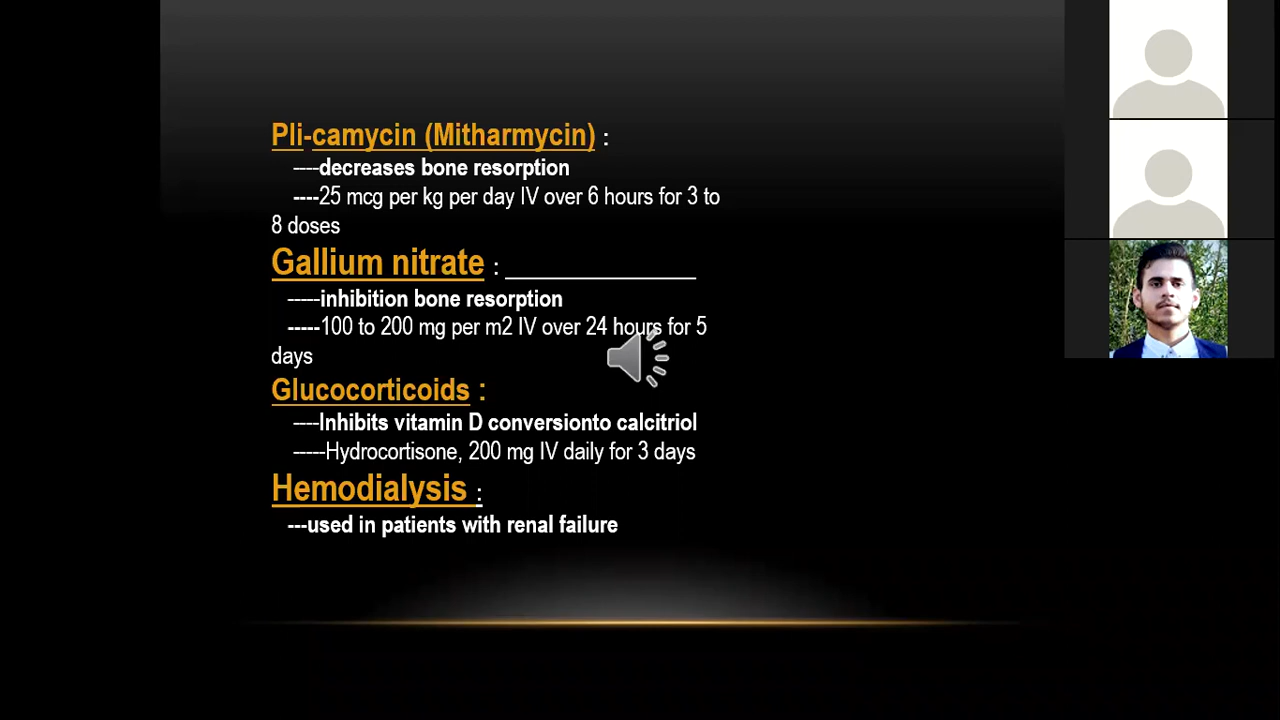 Pli-camycin (Mitharmycin) :
----decreases bone resorption
----25 mcg per kg per day IV over 6 hours for 3 to
8 doses
Gallium nitrate : _________________
-----inhibition bone resorption
-----100 to 200 mg per m2 IV over 24 hours for 5
days
Glucocorticoids :
----Inhibits vitamin D conversionto calcitriol
-----Hydrocortisone, 200 mg IV daily for 3 days
Hemodialysis :
---used in patients with renal failure